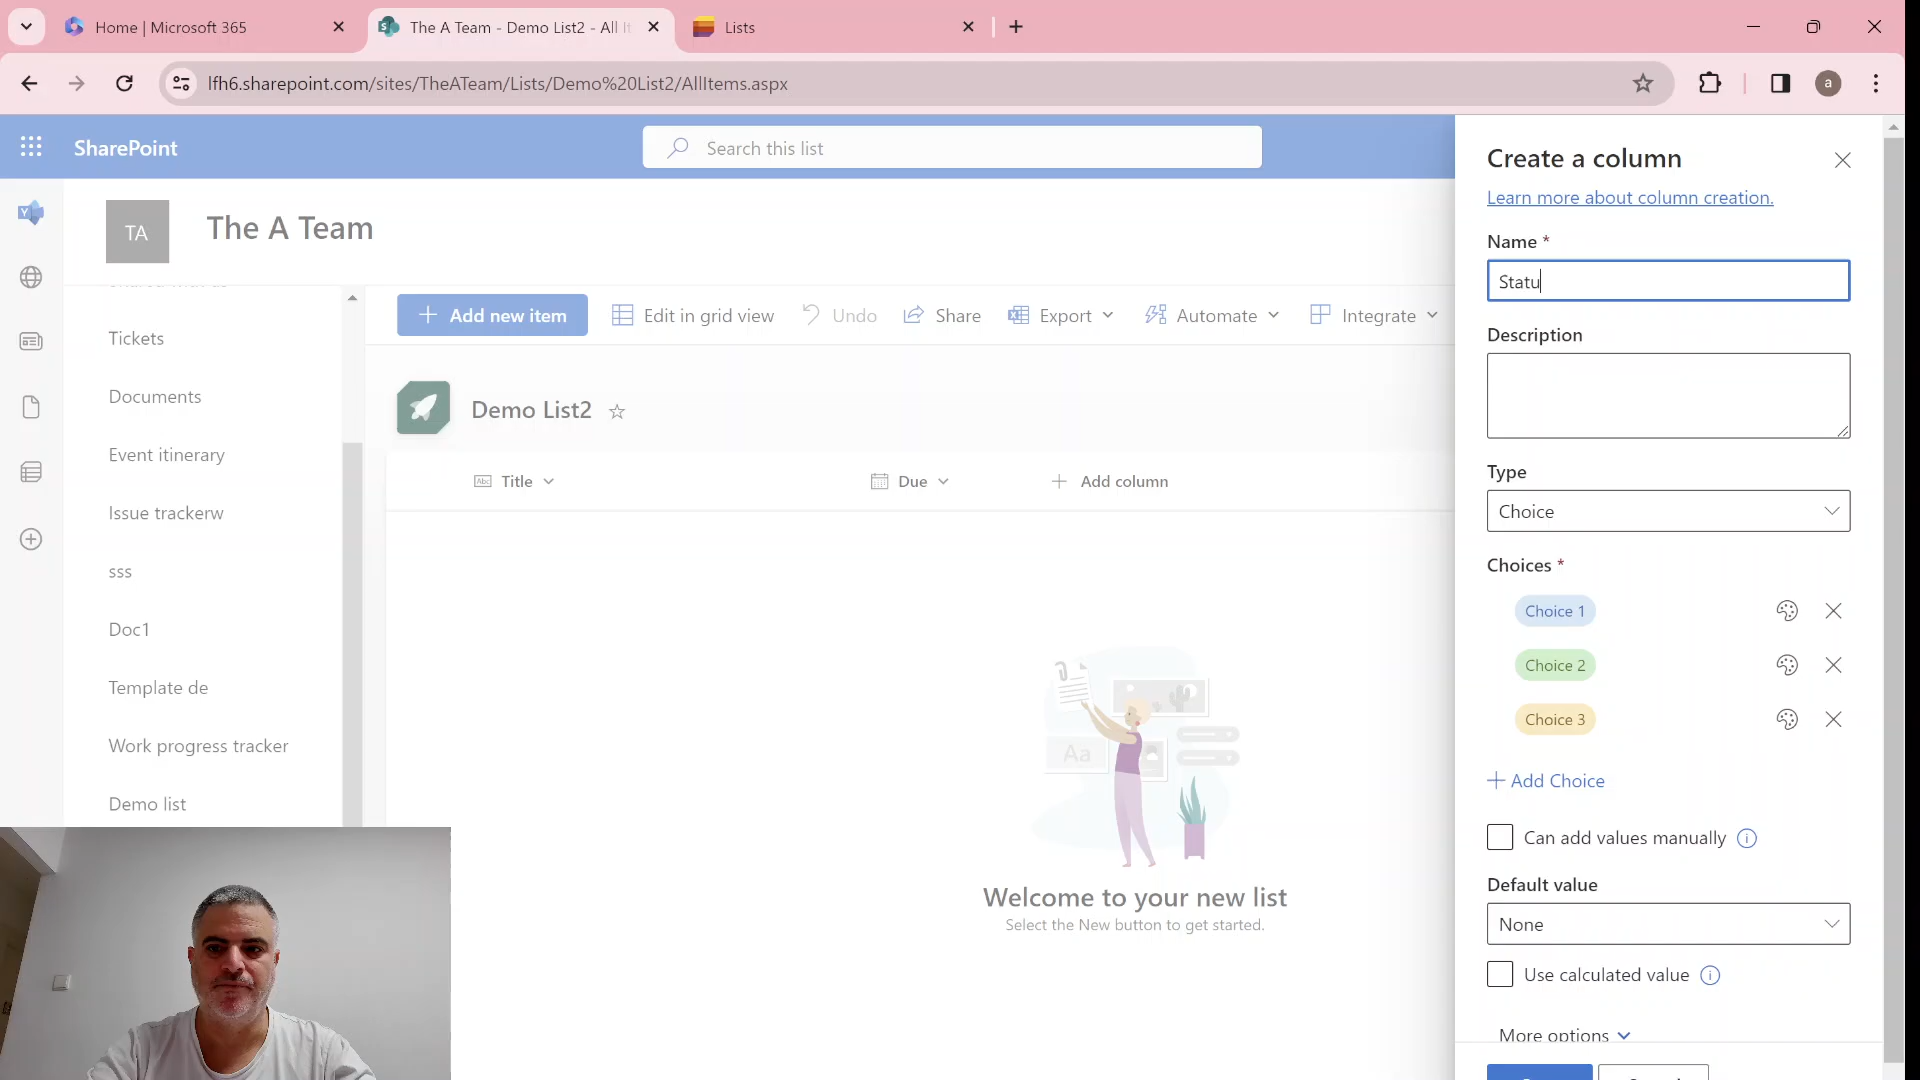 Home | Microsoft 365
The A Team - Demo List2 - All It
Lists
lfh6.sharepoint.com/sites/TheATeam/Lists/Demo%20List2/AllItems.aspx
a
SharePoint
Search this list
TA
The A Team
Tickets
Documents
Event itinerary
Issue trackerw
sss
Doc1
Template de
Work progress tracker
Demo list
Add new item
Edit in grid view
Undo
Share
Export
Automate
Integrate
Demo List2
Abc
Title
Due
Add column
Aa
Welcome to your new list
Select the New button to get started.
Create a column
Learn more about column creation.
Name *
Statu
Description
Type
Choice
Choices *
Choice 1
Choice 2
Choice 3
Add Choice
Can add values manually
Default value
None
Use calculated value
More options